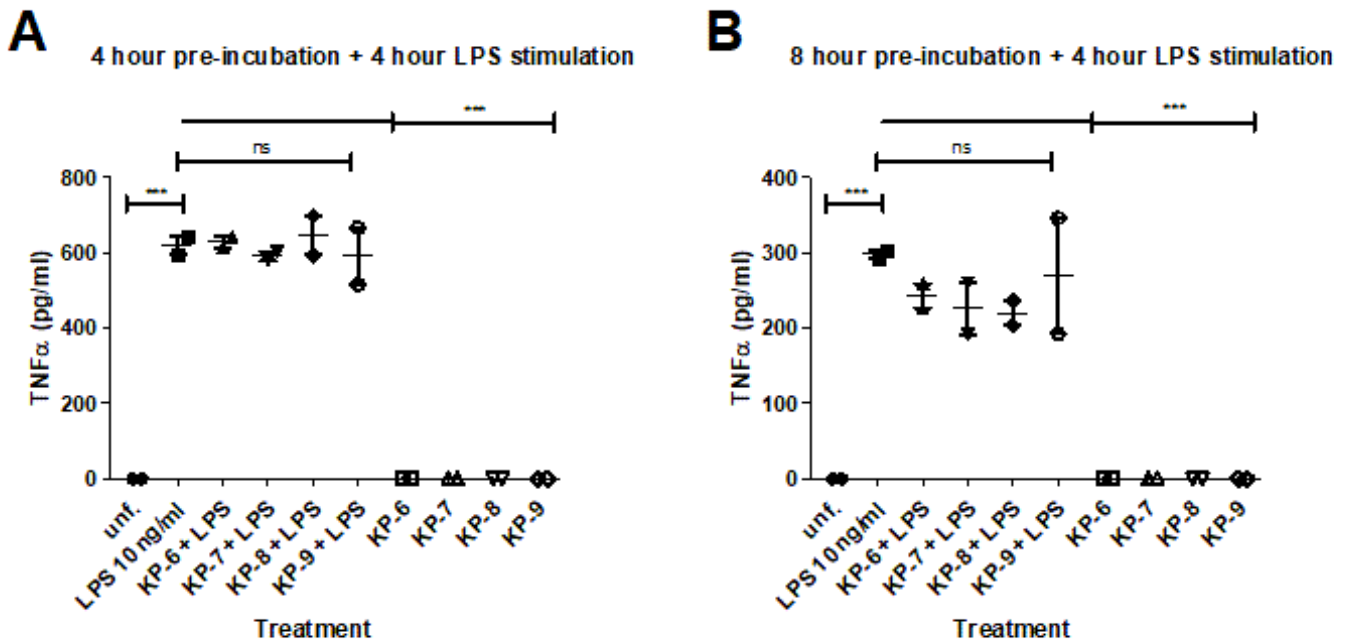 A
4 hour pre-incubation + 4 hour LPS stimulation
***
ns
***
800
600
400
200
0
TNFα (pg/ml)
unf.
LPS 10 ng/ml
KP-6 + LPS
KP-7 + LPS
KP-8 + LPS
KP-9 + LPS
KP-6
KP-7
KP-8
KP-9
Treatment
B
8 hour pre-incubation + 4 hour LPS stimulation
***
ns
***
400
300
200
100
0
TNFα (pg/ml)
unf.
LPS 10 ng/ml
KP-6 + LPS
KP-7 + LPS
KP-8 + LPS
KP-9 + LPS
KP-6
KP-7
KP-8
KP-9
Treatment